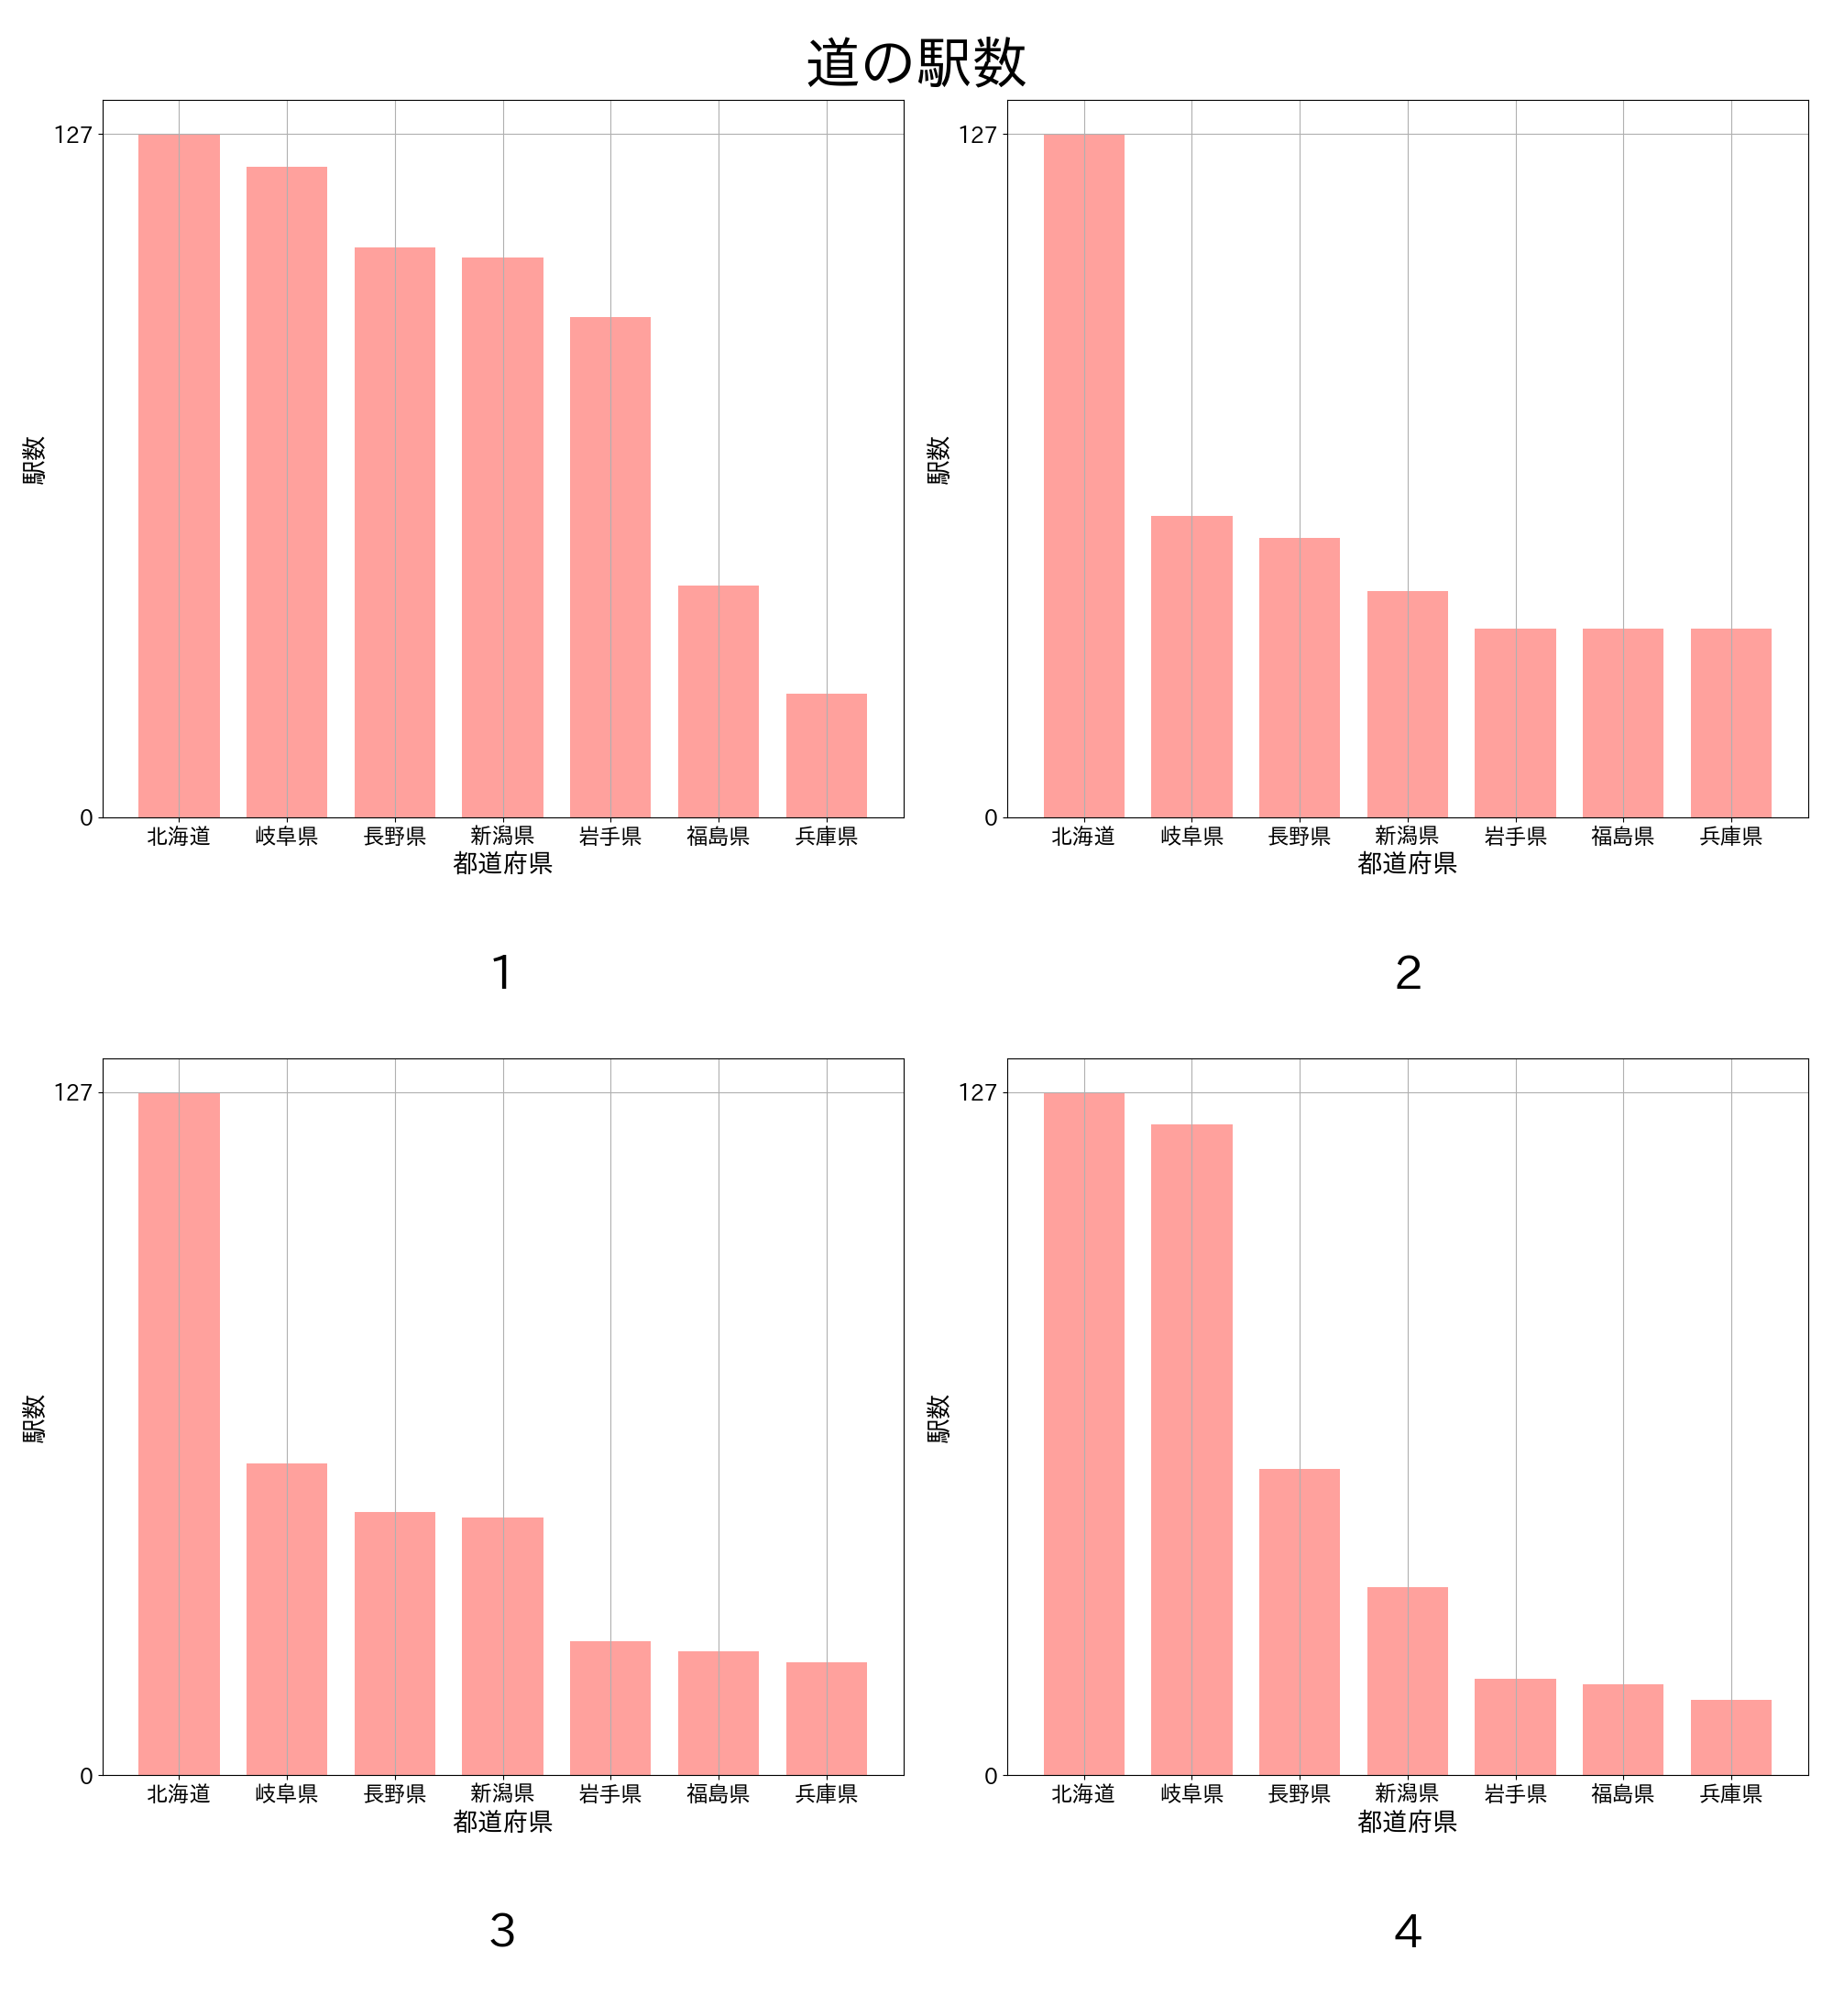 道の駅数
127
0
駅数
北海道 岐阜県 長野県 新潟県 岩手県 福島県 兵庫県
都道府県
1
127
0
駅数
北海道 岐阜県 長野県 新潟県 岩手県 福島県 兵庫県
都道府県
2
127
0
駅数
北海道 岐阜県 長野県 新潟県 岩手県 福島県 兵庫県
都道府県
3
127
0
駅数
北海道 岐阜県 長野県 新潟県 岩手県 福島県 兵庫県
都道府県
4